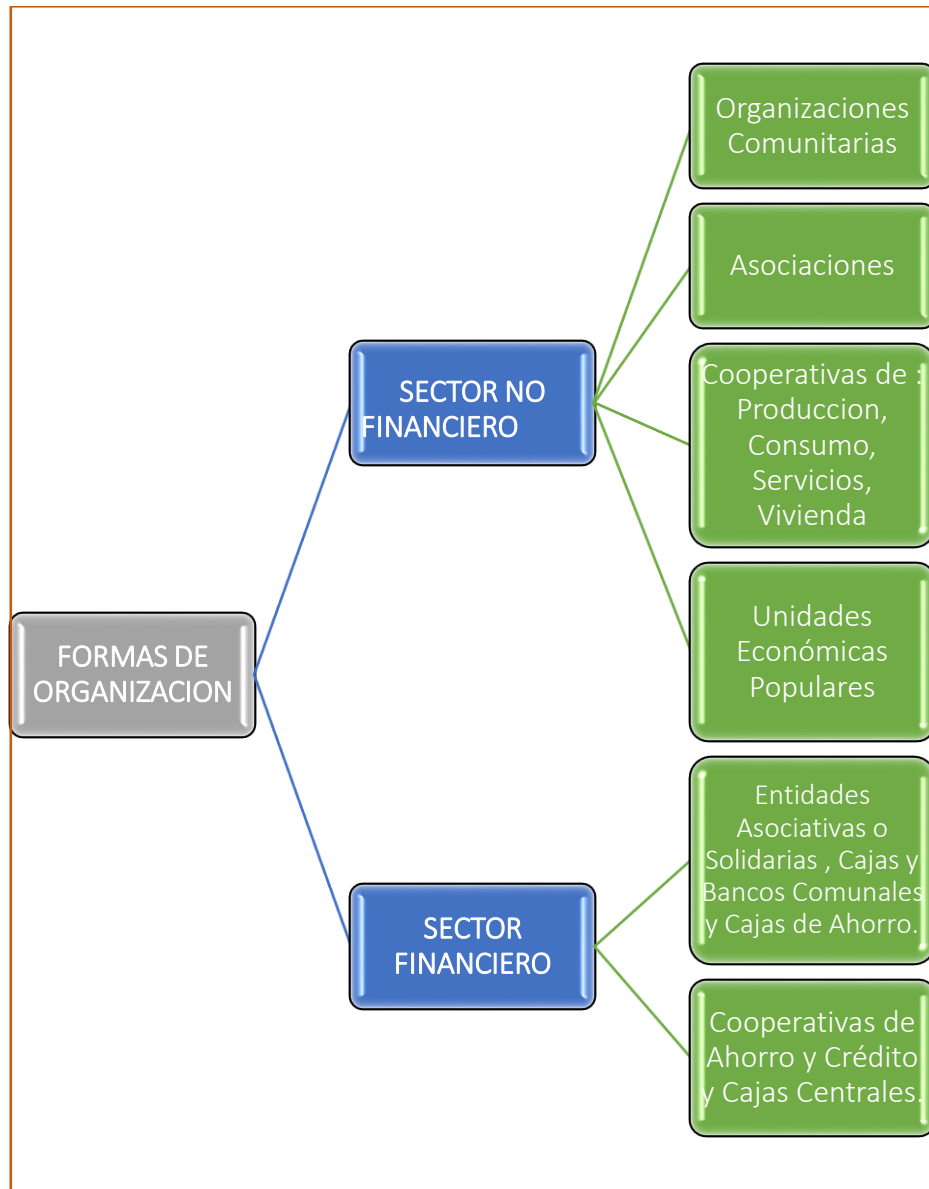 FORMAS DE
ORGANIZACION
SECTOR NO
FINANCIERO
Organizaciones
Comunitarias
Asociaciones
Cooperativas de :
Produccion,
Consumo,
Servicios,
Vivienda
Unidades
Económicas
Populares
SECTOR
FINANCIERO
Entidades
Asociativas o
Solidarias , Cajas y
Bancos Comunales
y Cajas de Ahorro.
Cooperativas de
Ahorro y Crédito
y Cajas Centrales.